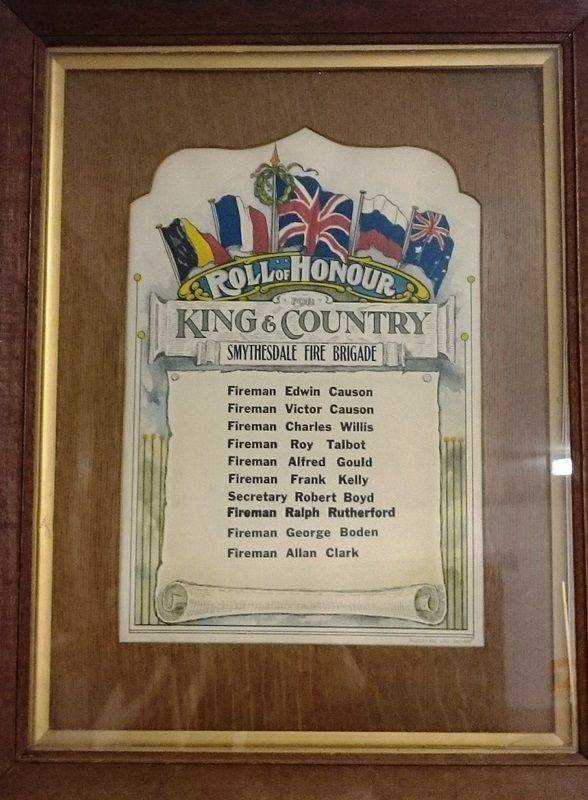 ROLL OF HONOUR
FOR
KING & COUNTRY
SMYTHESDALE FIRE BRIGADE
Fireman Edwin Causon
Fireman Victor Causon
Fireman Charles Willis
Fireman Roy Talbot
Fireman Alfred Gould
Fireman Frank Kelly
Secretary Robert Boyd
Fireman Ralph Rutherford
Fireman George Boden
Fireman Allan Clark